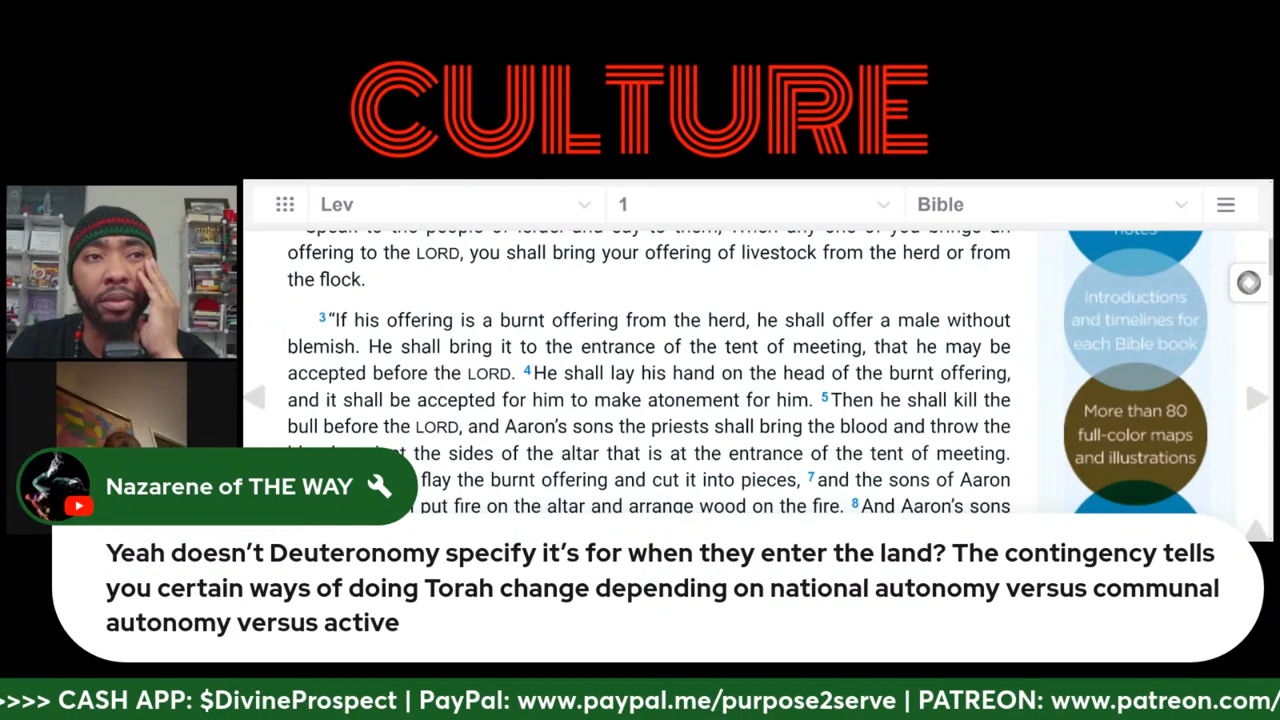 CULTURE
Lev
1
Bible
offering to the LORD, you shall bring your offering of livestock from the herd or from
the flock.
3 “If his offering is a burnt offering from the herd, he shall offer a male without
blemish. He shall bring it to the entrance of the tent of meeting, that he may be
accepted before the LORD. 4 He shall lay his hand on the head of the burnt offering,
and it shall be accepted for him to make atonement for him. 5 Then he shall kill the
bull before the LORD, and Aaron’s sons the priests shall bring the blood and throw the
the sides of the altar that is at the entrance of the tent of meeting.
flay the burnt offering and cut it into pieces, 7 and the sons of Aaron
put fire on the altar and arrange wood on the fire. 8 And Aaron’s sons
notes
Introductions
and timelines for
each Bible book
More than 80
full-color maps
and illustrations
Nazarene of THE WAY
Yeah doesn’t Deuteronomy specify it’s for when they enter the land? The contingency tells
you certain ways of doing Torah change depending on national autonomy versus communal
autonomy versus active
>>>> CASH APP: $DivineProspect | PayPal: www.paypal.me/purpose2serve | PATREON: www.patreon.com/